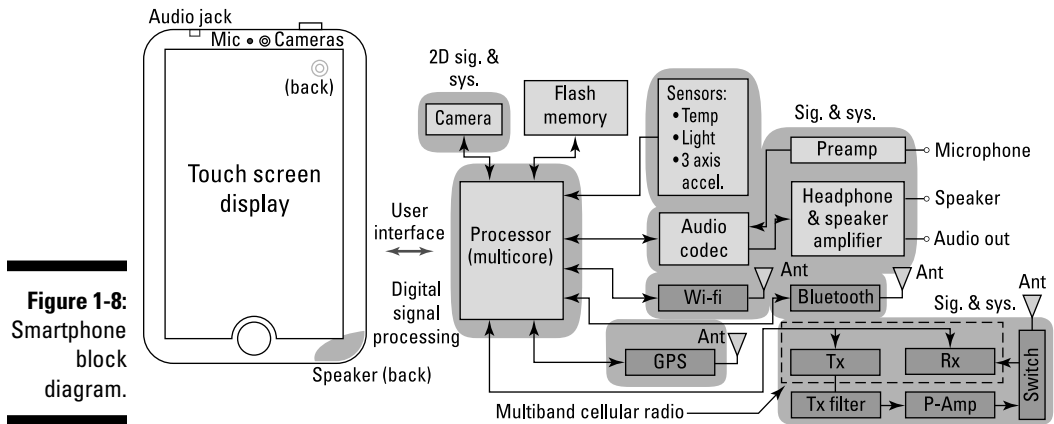 Audio jack
Mic
Cameras
(back)
Touch screen
display
Speaker (back)
Figure 1-8:
Smartphone
block
diagram.
User
interface
Digital
signal
processing
2D sig. &
sys.
Camera
Flash
memory
Processor
(multicore)
Sensors:
• Temp
• Light
• 3 axis
accel.
Sig. & sys.
Preamp
Microphone
Headphone
& speaker
amplifier
Speaker
Audio out
Audio
codec
Ant
Wi-fi
Ant
Bluetooth
Ant
GPS
Sig. & sys.
Ant
Tx
Rx
Switch
Tx filter
P-Amp
Multiband cellular radio